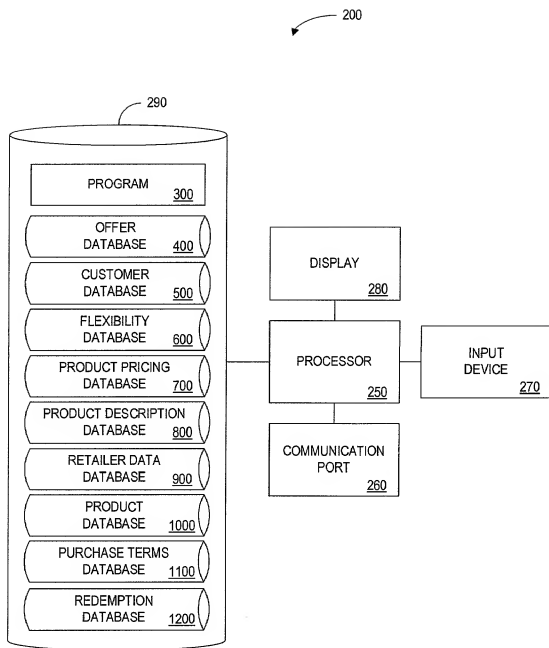 200
290
PROGRAM
300
OFFER
DATABASE 400
CUSTOMER
DATABASE 500
FLEXIBILITY
DATABASE 600
PRODUCT PRICING
DATABASE 700
PRODUCT DESCRIPTION
DATABASE 800
RETAILER DATA
DATABASE 900
PRODUCT
DATABASE 1000
PURCHASE TERMS
DATABASE 1100
REDEMPTION
DATABASE 1200
DISPLAY
280
PROCESSOR
250
INPUT
DEVICE 270
COMMUNICATION
PORT 260